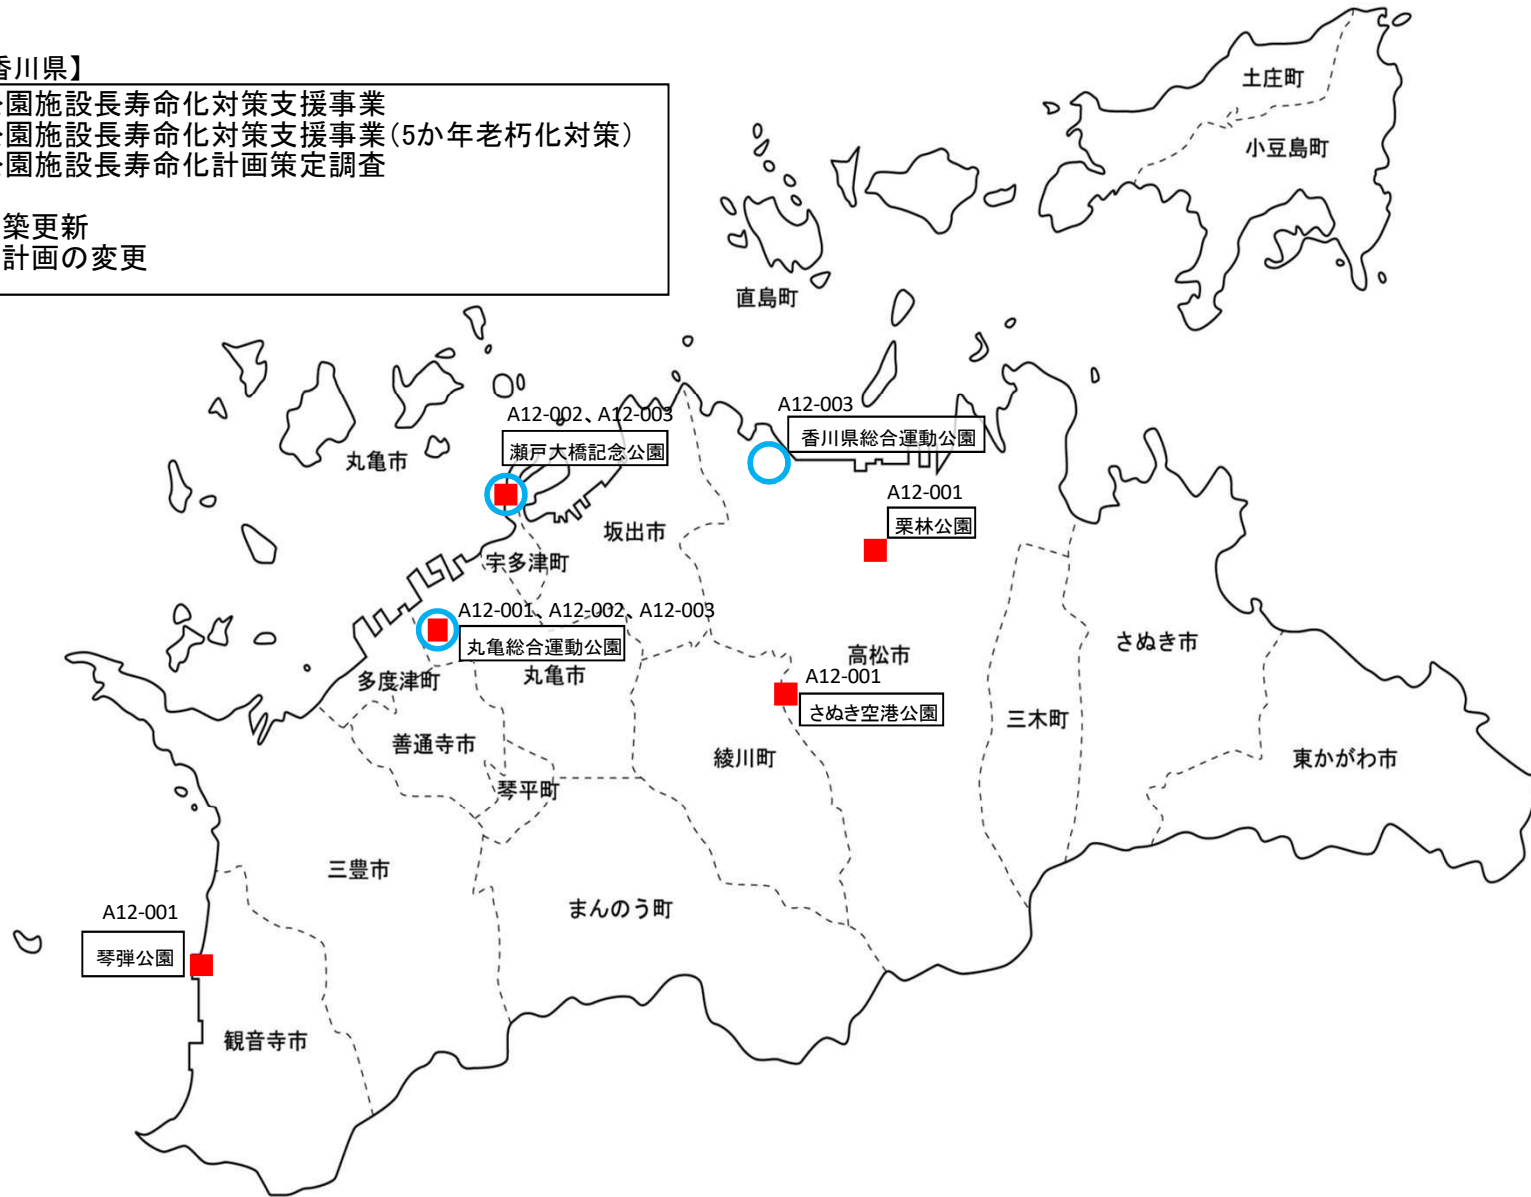 香川県】
園施設長寿命化対策支援事業
園施設長寿命化対策支援事業(5か年老朽化対策)
園施設長寿命化計画策定調査
築更新
計画の変更
土庄町
小豆島町
直島町
A12-002、A12-003
瀬戸大橋記念公園
A12-003
香川県総合運動公園
丸亀市
A12-001
栗林公園
坂出市
宇多津町
A12-001、A12-002、A12-003
丸亀総合運動公園
さぬき市
高松市
多度津町
丸亀市
A12-001
さぬき空港公園
三木町
善通寺市
綾川町
東かがわ市
琴平町
三豊市
まんのう町
A12-001
琴弾公園
観音寺市